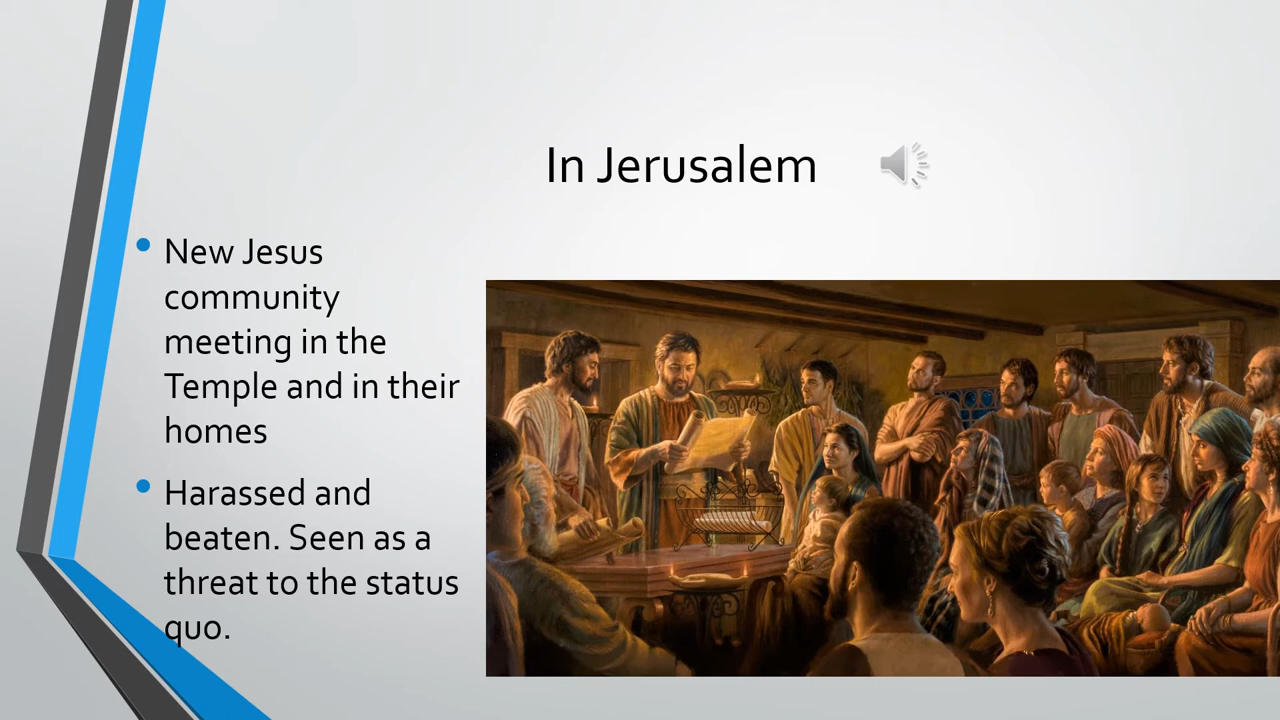 In Jerusalem
• New Jesus
community
meeting in the
Temple and in their
homes
• Harassed and
beaten. Seen as a
threat to the status
quo.